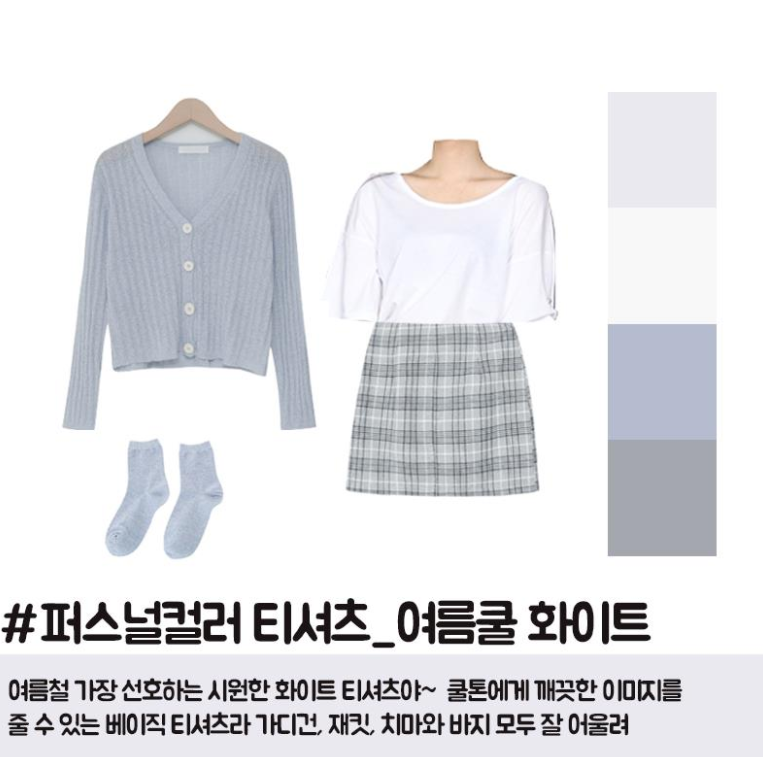 #퍼스널컬러 티셔츠_여름쿨 화이트
여름철 가장 선호하는 시원한 화이트 티셔츠야~ 쿨톤에게 깨끗한 이미지를
줄 수 있는 베이직 티셔츠라 가디건, 재킷, 치마와 바지 모두 잘 어울려